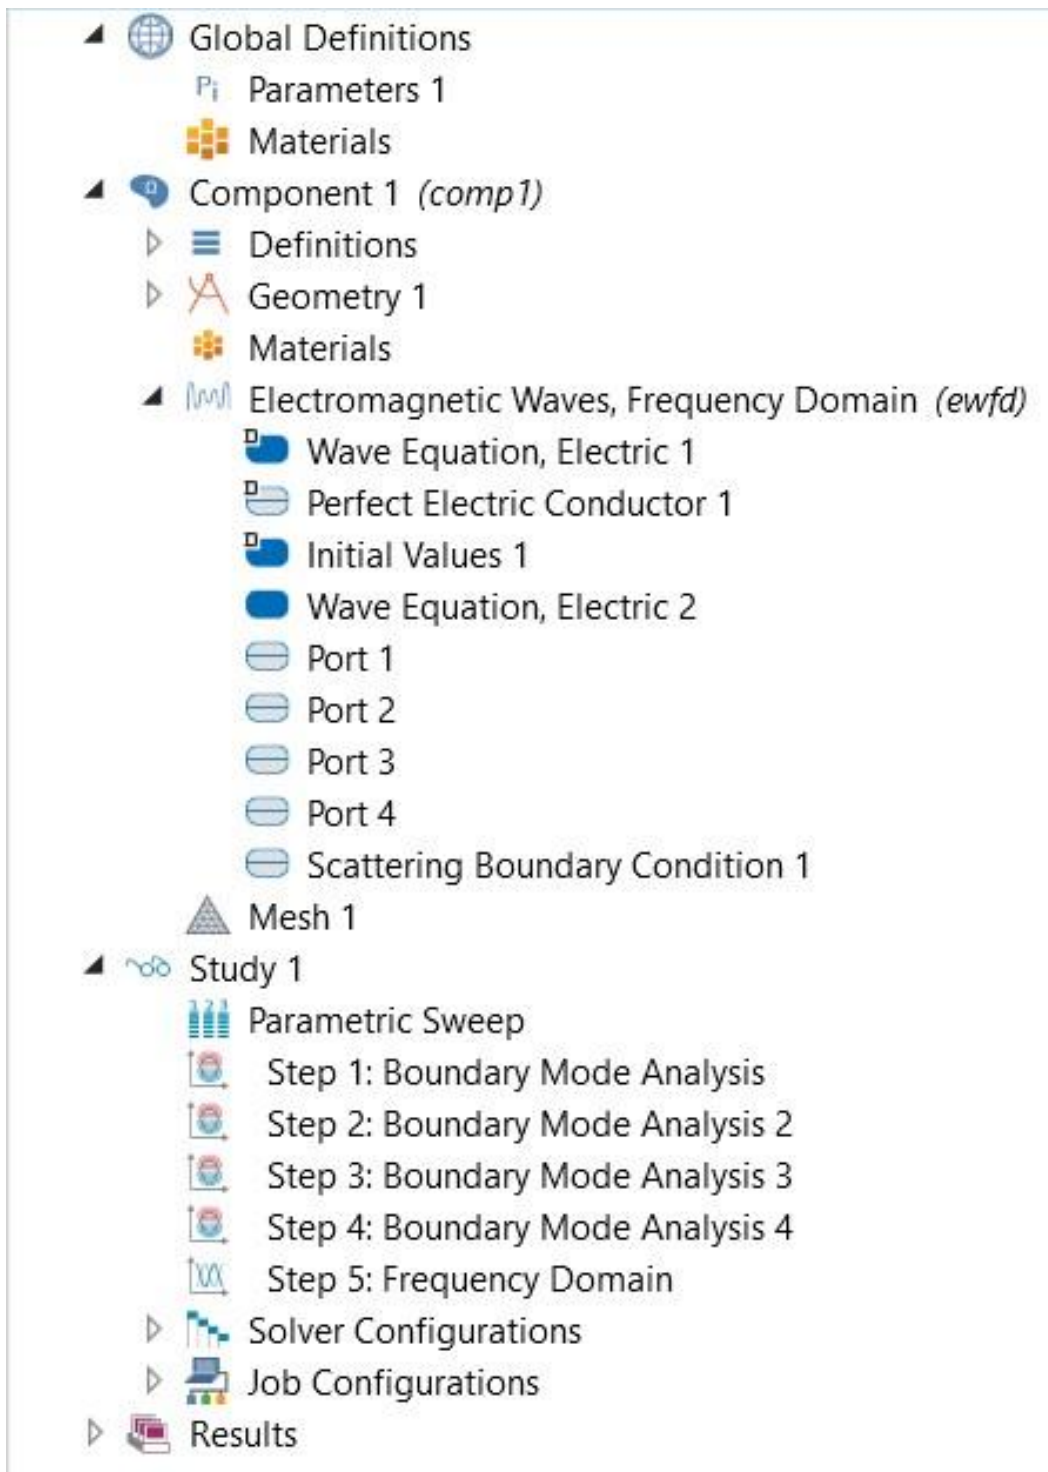 Global Definitions
Pi Parameters 1
Materials
Component 1 (comp1)
Definitions
Geometry 1
Materials
Electromagnetic Waves, Frequency Domain (ewfd)
Wave Equation, Electric 1
Perfect Electric Conductor 1
Initial Values 1
Wave Equation, Electric 2
Port 1
Port 2
Port 3
Port 4
Scattering Boundary Condition 1
Mesh 1
Study 1
Parametric Sweep
Step 1: Boundary Mode Analysis
Step 2: Boundary Mode Analysis 2
Step 3: Boundary Mode Analysis 3
Step 4: Boundary Mode Analysis 4
Step 5: Frequency Domain
Solver Configurations
Job Configurations
Results